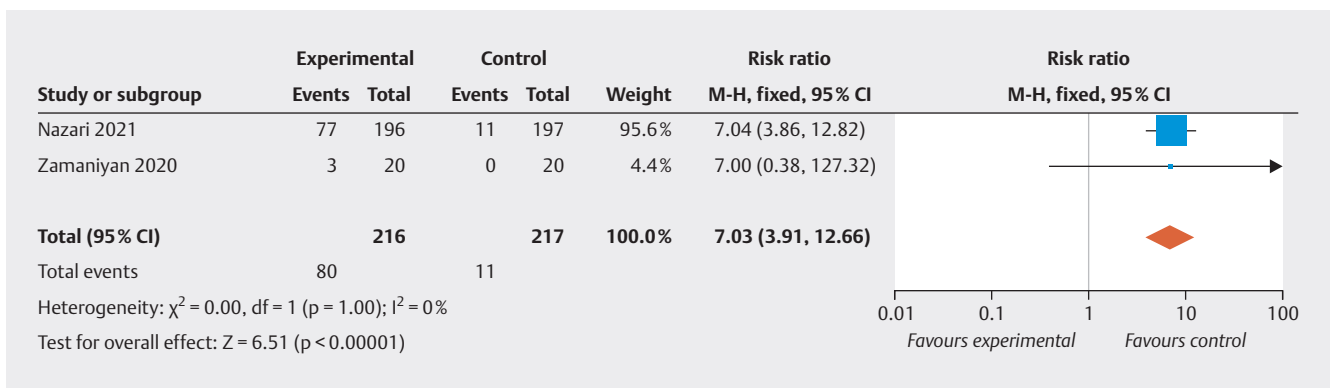 Experimental Control Risk ratio Risk ratio
Study or subgroup Events Total Events Total Weight M-H, fixed, 95% CI M-H, fixed, 95% CI
Nazari 2021 77 196 11 197 95.6% 7.04 (3.86, 12.82)
Zamaniyan 2020 3 20 0 20 4.4% 7.00 (0.38, 127.32)
Total (95% CI) 216 217 100.0% 7.03 (3.91, 12.66)
Total events 80 11
Heterogeneity: χ² = 0.00, df = 1 (p = 1.00); I² = 0%
0.01 0.1 1 10 100
Test for overall effect: Z = 6.51 (p < 0.00001) Favours experimental Favours control